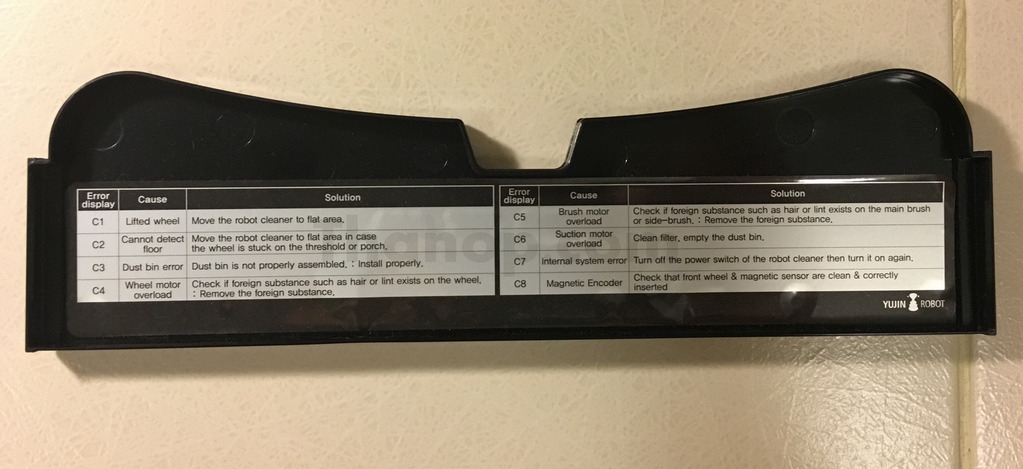 Error display Cause Solution
C1 Lifted wheel Move the robot cleaner to flat area.
C2 Cannot detect floor Move the robot cleaner to flat area in case
the wheel is stuck on the threshold or porch.
C3 Dust bin error Dust bin is not properly assembled. : Install properly.
C4 Wheel motor overload Check if foreign substance such as hair or lint exists on the wheel.
: Remove the foreign substance.
Error display Cause Solution
C5 Brush motor overload Check if foreign substance such as hair or lint exists on the main brush
or side-brush. : Remove the foreign substance.
C6 Suction motor overload Clean filter, empty the dust bin.
C7 Internal system error Turn off the power switch of the robot cleaner then turn it on again.
C8 Magnetic Encoder Check that front wheel & magnetic sensor are clean & correctly
inserted
YUJIN ROBOT